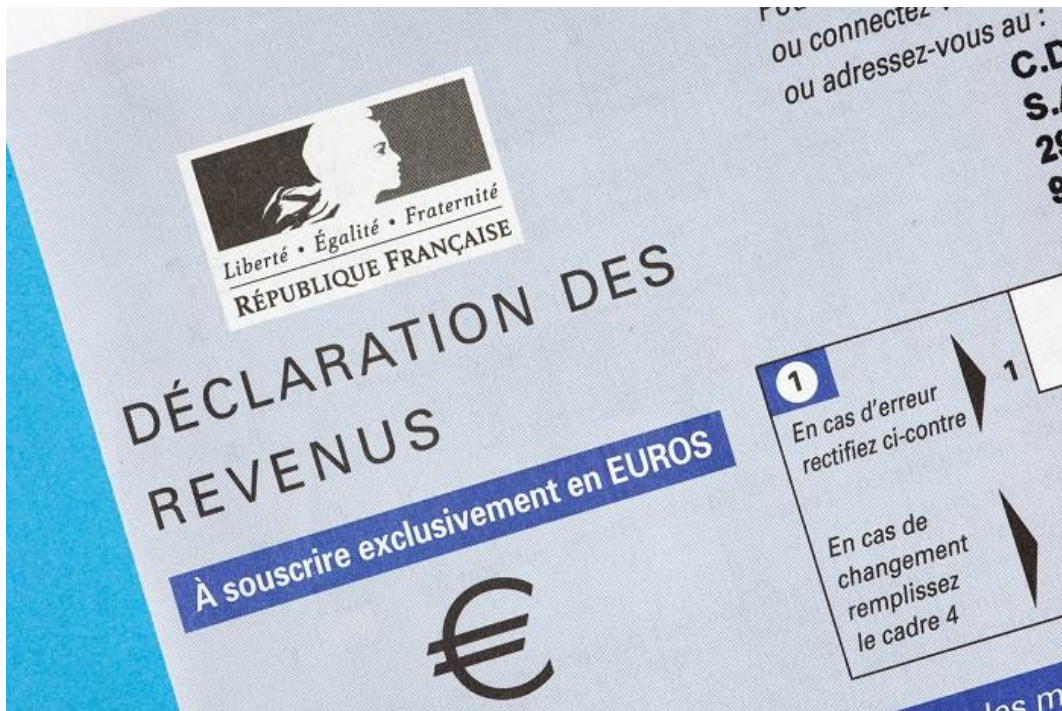 ou connectez
ou adressez-vous au :
Liberté • Égalité • Fraternité
RÉPUBLIQUE FRANÇAISE
DÉCLARATION DES
REVENUS
À souscrire exclusivement en EUROS
€
1
En cas d'erreur
rectifiez ci-contre
1
En cas de
changement
remplissez
le cadre 4